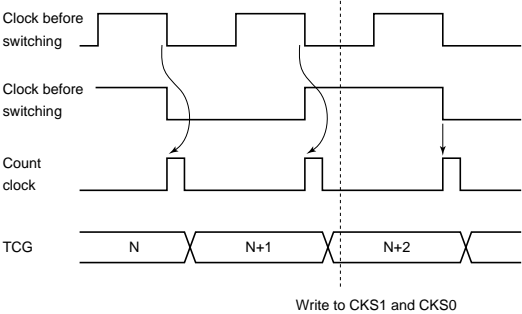 Clock before
switching
Clock before
switching
Count
clock
TCG N N+1 N+2
Write to CKS1 and CKS0